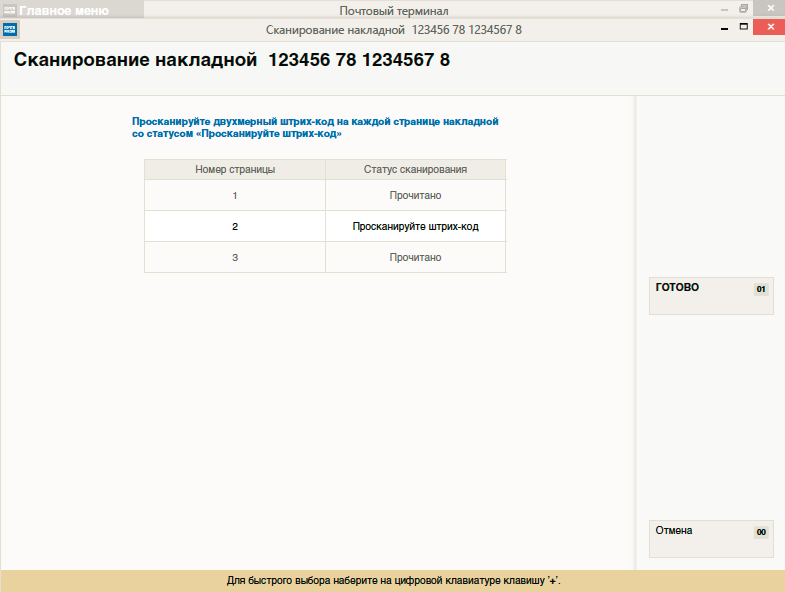 Главное меню
Почтовый терминал
Сканирование накладной 123456 78 1234567 8
Сканирование накладной 123456 78 1234567 8
Просканируйте двухмерный штрих-код на каждой странице накладной
со статусом «Просканируйте штрих-код»
Номер страницы Статус сканирования
1 Прочитано
2 Просканируйте штрих-код
3 Прочитано
ГОТОВО 01
Отмена 00
Для быстрого выбора наберите на цифровой клавиатуре клавишу '+'.